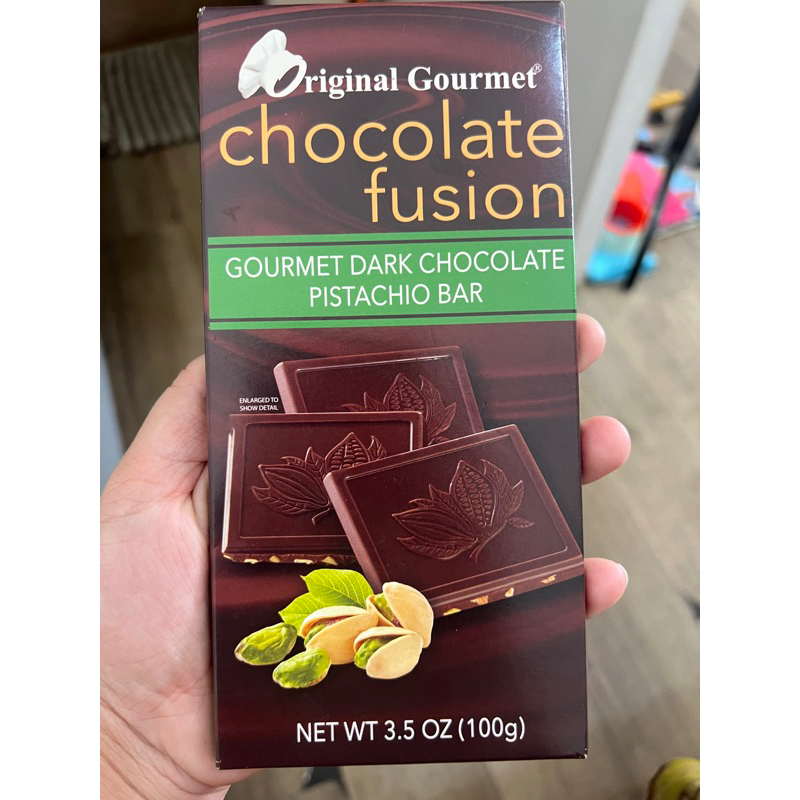 Original Gourmet®
chocolate
fusion
GOURMET DARK CHOCOLATE
PISTACHIO BAR
ENLARGED TO
SHOW DETAIL
NET WT 3.5 OZ (100g)